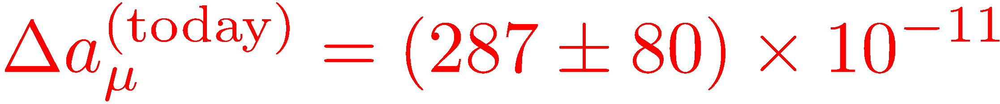 Δa_μ^(today) = (287 ± 80) × 10^−11